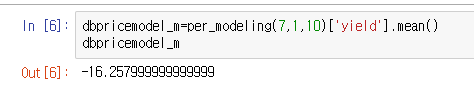 In [6]: dbpricemodel_m=per_modeling(7,1,10)['yield'].mean()
dbpricemodel_m
Out[6]: -16.257999999999999